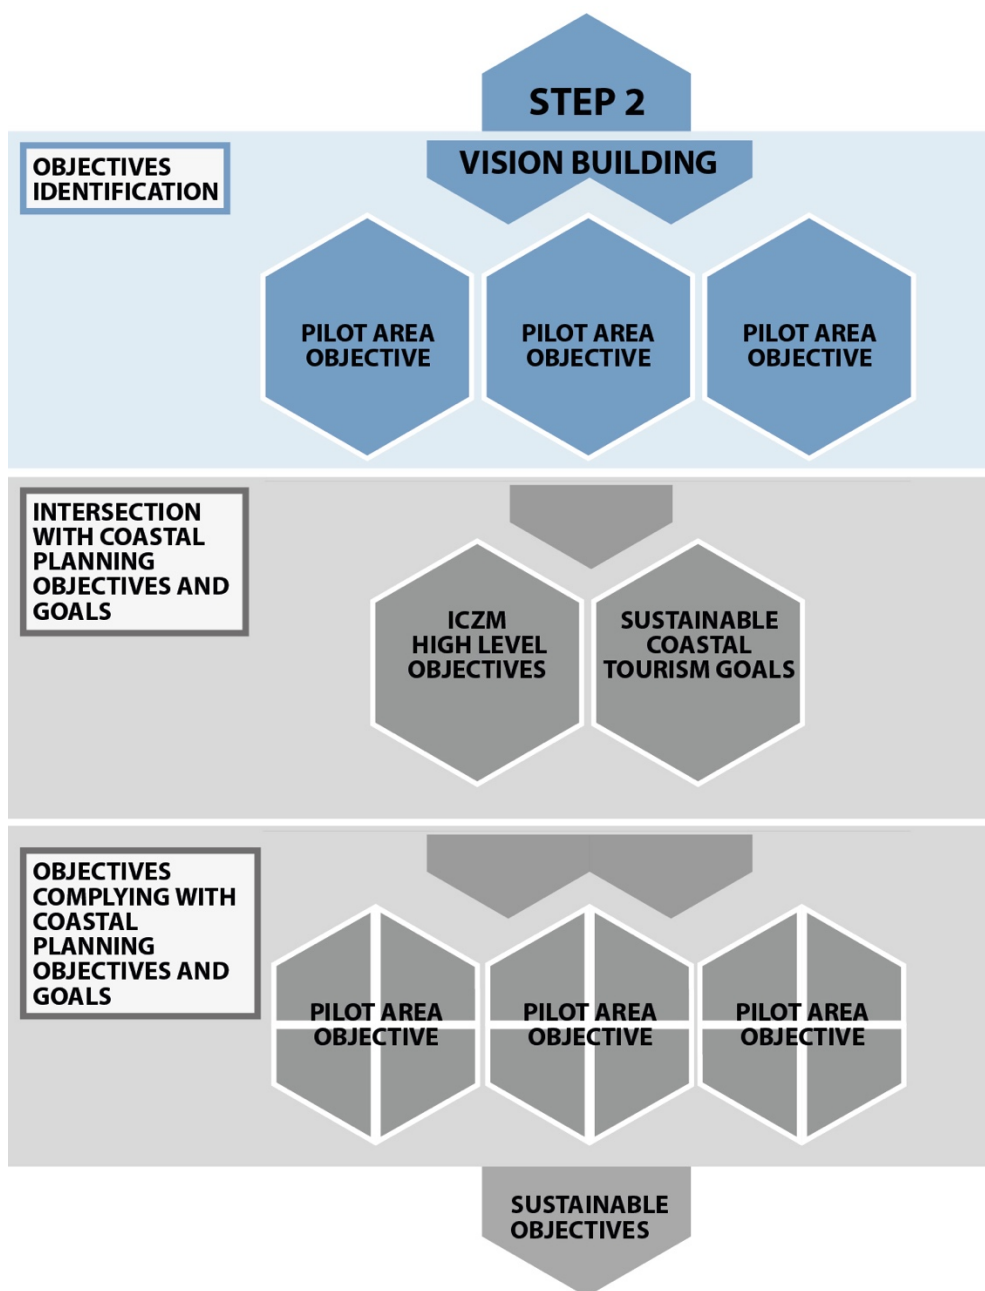 STEP 2
OBJECTIVES
IDENTIFICATION
VISION BUILDING
PILOT AREA
OBJECTIVE
PILOT AREA
OBJECTIVE
PILOT AREA
OBJECTIVE
INTERSECTION
WITH COASTAL
PLANNING
OBJECTIVES AND
GOALS
ICZM
HIGH LEVEL
OBJECTIVES
SUSTAINABLE
COASTAL
TOURISM GOALS
OBJECTIVES
COMPLYING WITH
COASTAL
PLANNING
OBJECTIVES AND
GOALS
PILOT AREA
OBJECTIVE
PILOT AREA
OBJECTIVE
PILOT AREA
OBJECTIVE
SUSTAINABLE
OBJECTIVES